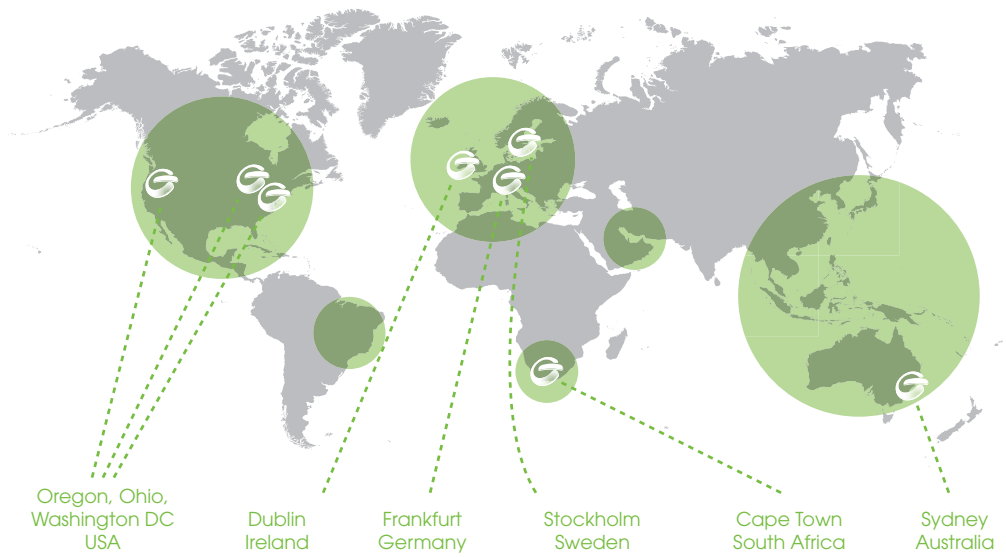 Oregon, Ohio,
Washington DC
USA
Dublin
Ireland
Frankfurt
Germany
Stockholm
Sweden
Cape Town
South Africa
Sydney
Australia